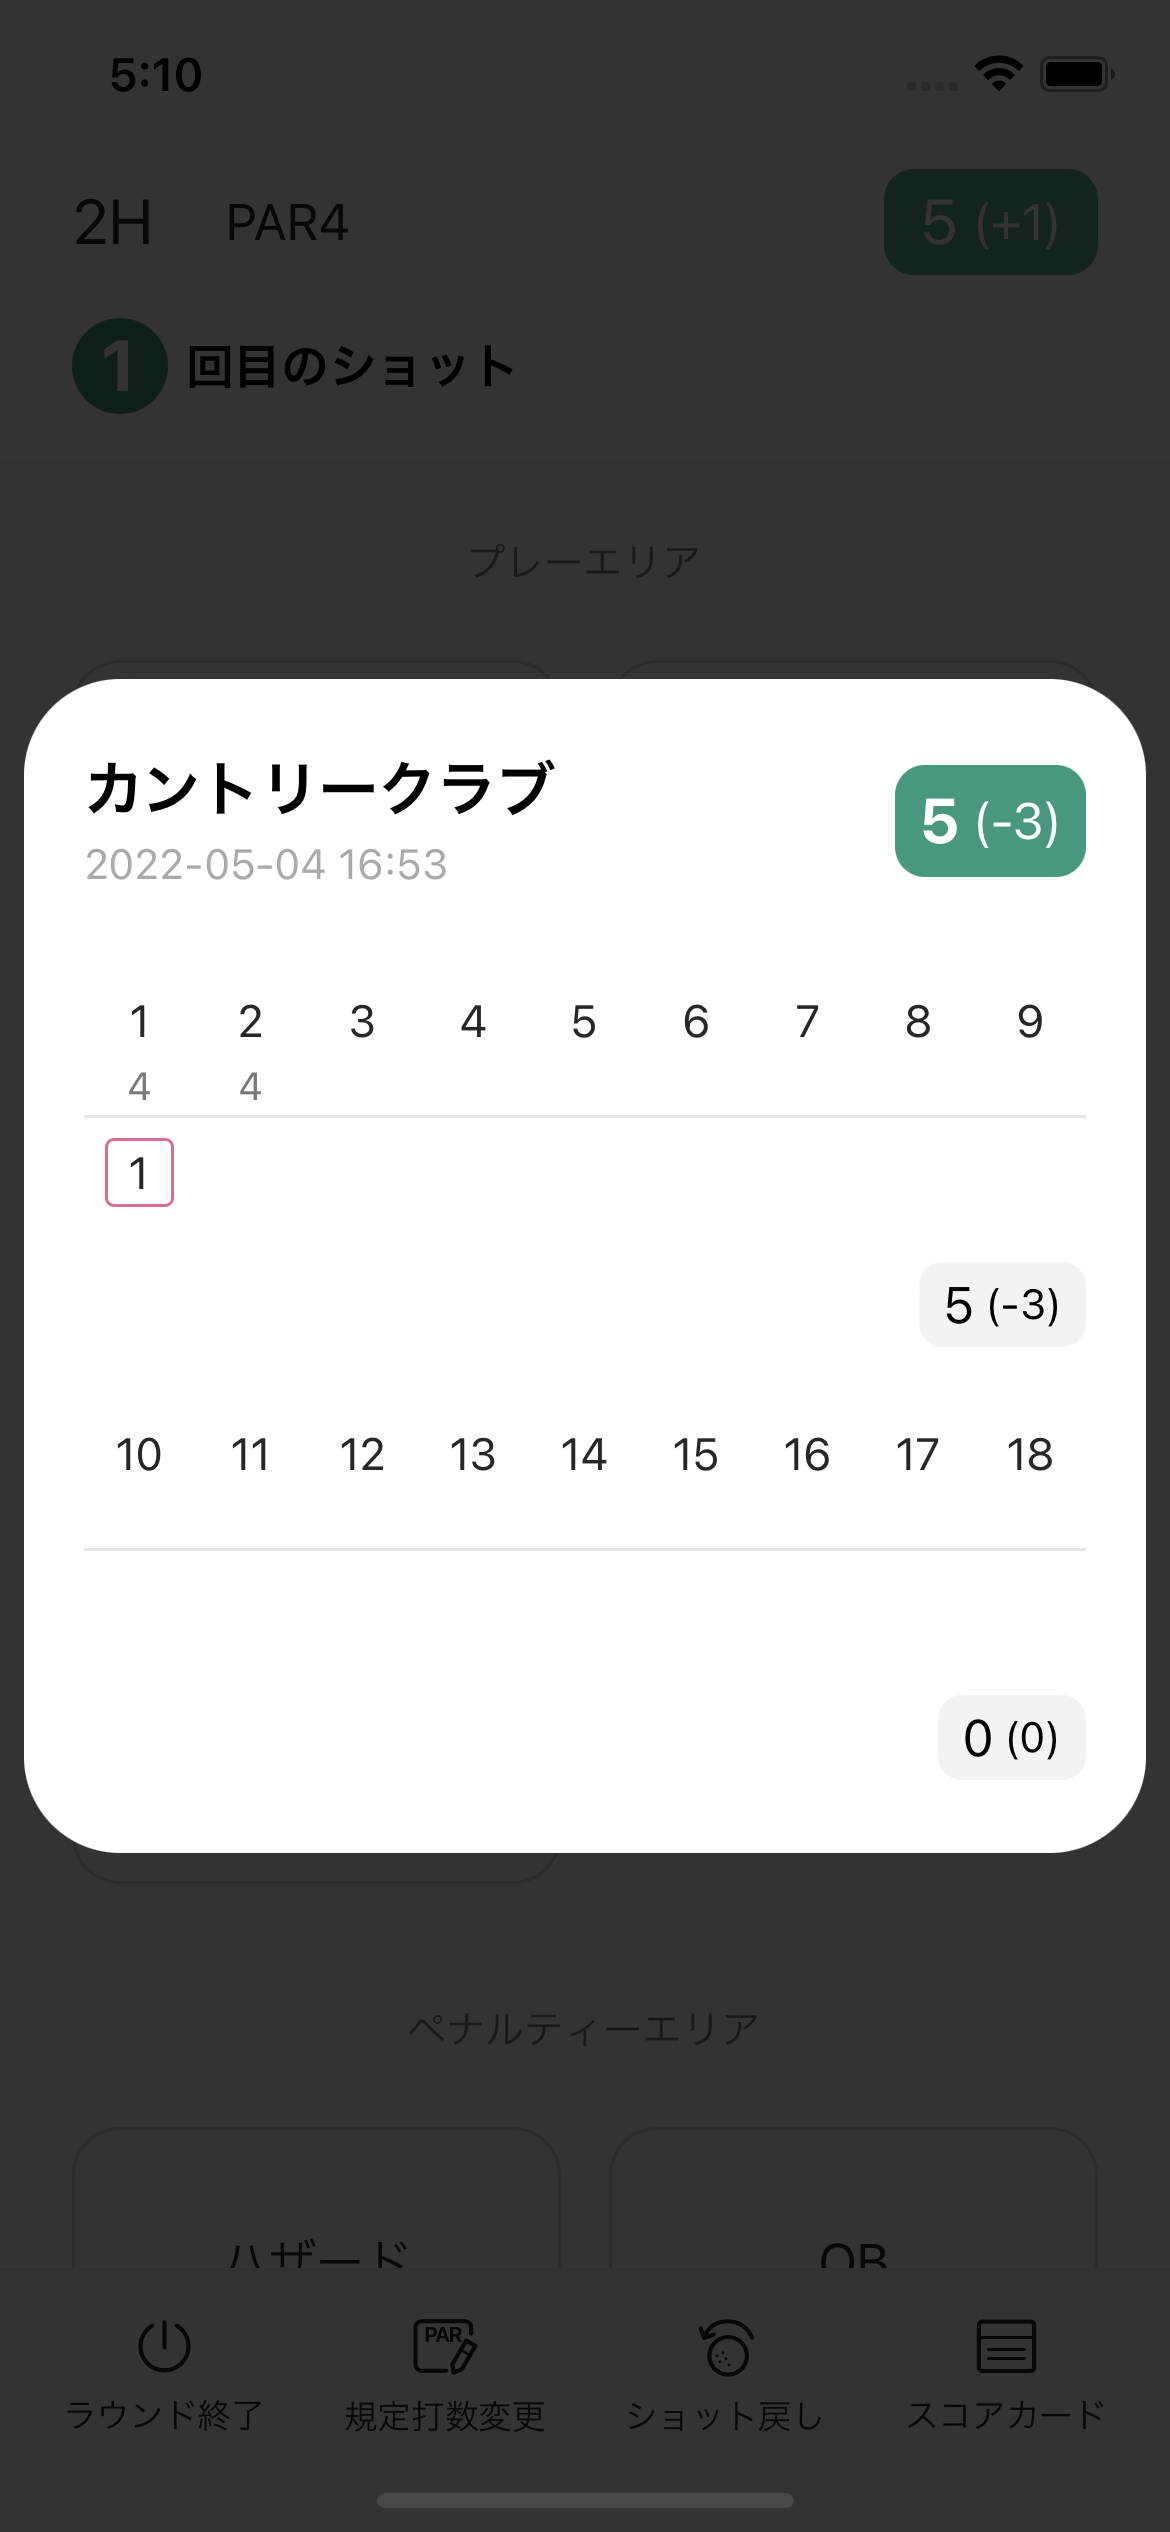 5:10
2H PAR4 5 (+1)
1 回目のショット
プレーエリア
カントリークラブ
2022-05-04 16:53
5 (-3)
1 2 3 4 5 6 7 8 9
4 4
1
5 (-3)
10 11 12 13 14 15 16 17 18
0 (0)
ペナルティーエリア
ハザード OB
PAR
ラウンド終了 規定打数変更 ショット戻し スコアカード